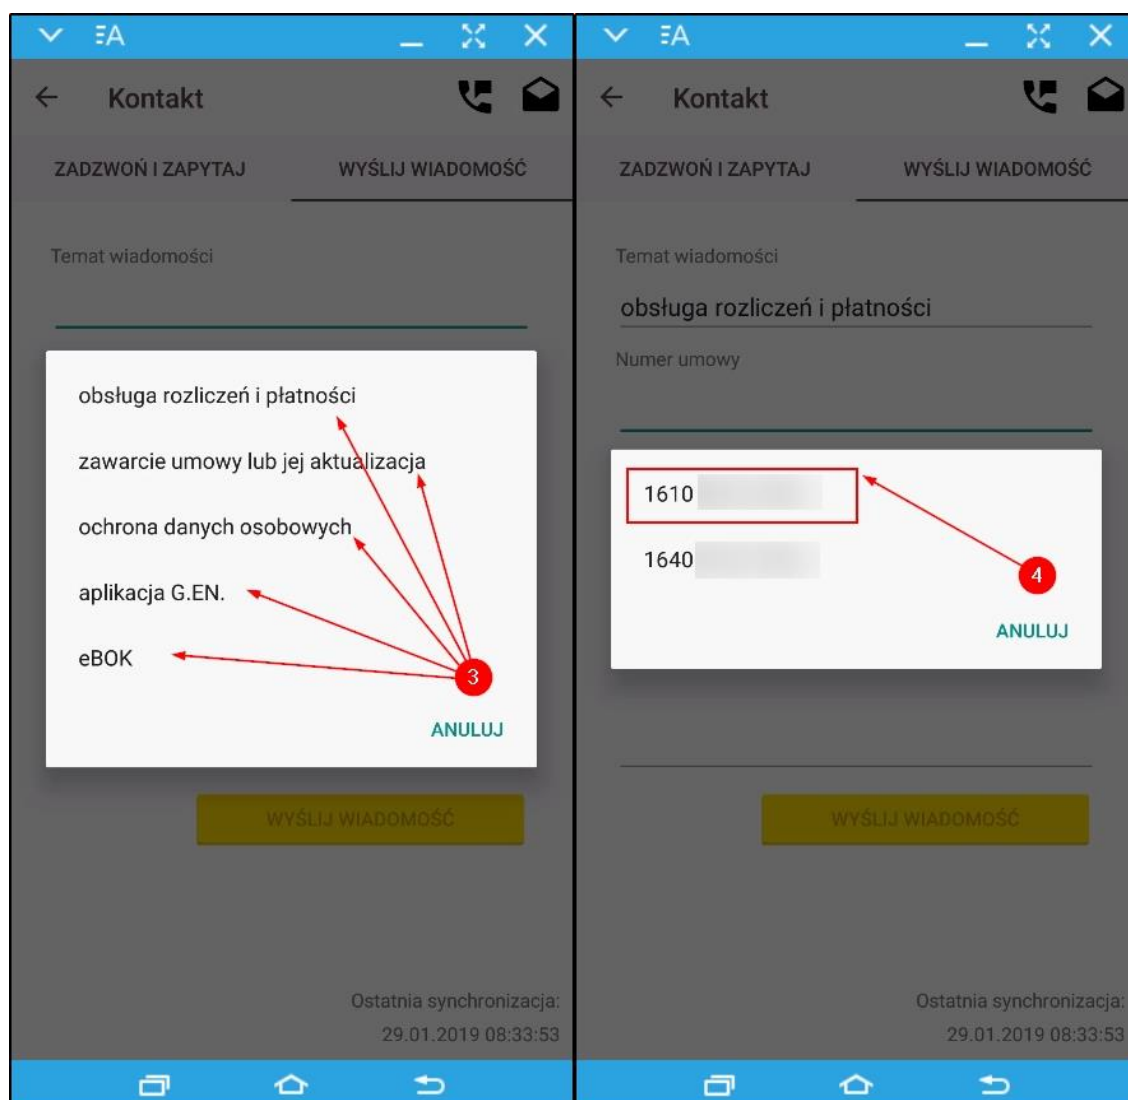 Kontakt
ZADZWOŃ I ZAPYTAJ WYŚLIJ WIADOMOŚĆ
Temat wiadomości
obsługa rozliczeń i płatności
zawarcie umowy lub jej aktualizacja
ochrona danych osobowych
aplikacja G.EN.
eBOK
3
ANULUJ
WYŚLIJ WIADOMOŚĆ
Ostatnia synchronizacja:
29.01.2019 08:33:53
Kontakt
ZADZWOŃ I ZAPYTAJ WYŚLIJ WIADOMOŚĆ
Temat wiadomości
obsługa rozliczeń i płatności
Numer umowy
1610
1640
4
ANULUJ
WYŚLIJ WIADOMOŚĆ
Ostatnia synchronizacja:
29.01.2019 08:33:53